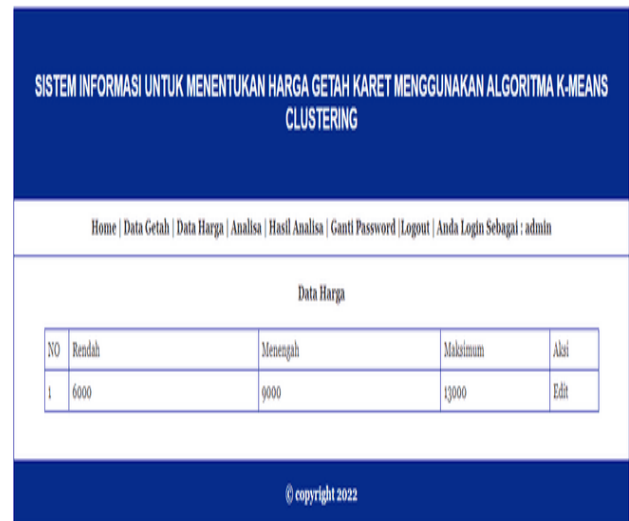 SISTEM INFORMASI UNTUK MENENTUKAN HARGA GETAH KARET MENGGUNAKAN ALGORITMA K-MEANS
CLUSTERING
Home | Data Getah | Data Harga | Analisa | Hasil Analisa | Ganti Password |Logout | Anda Login Sebagai : admin
Data Harga
NO Rendah Menengah Maksimum Aksi
1 6000 9000 13000 Edit
© copyright 2022